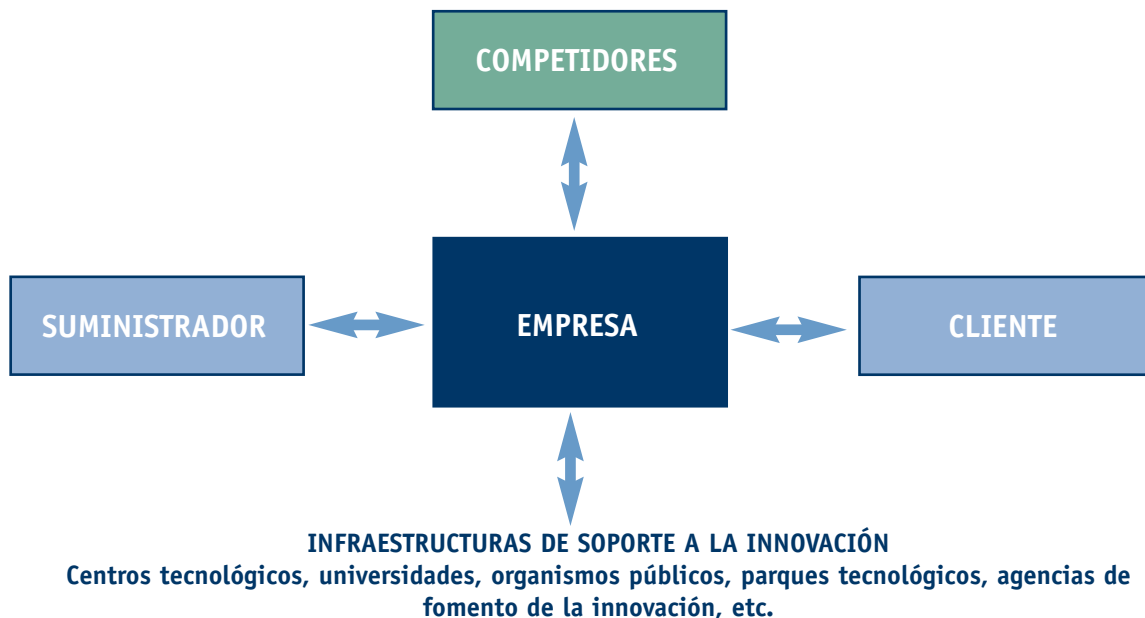 COMPETIDORES
SUMINISTRADOR
EMPRESA
CLIENTE
INFRAESTRUCTURAS DE SOPORTE A LA INNOVACIÓN
Centros tecnológicos, universidades, organismos públicos, parques tecnológicos, agencias de
fomento de la innovación, etc.